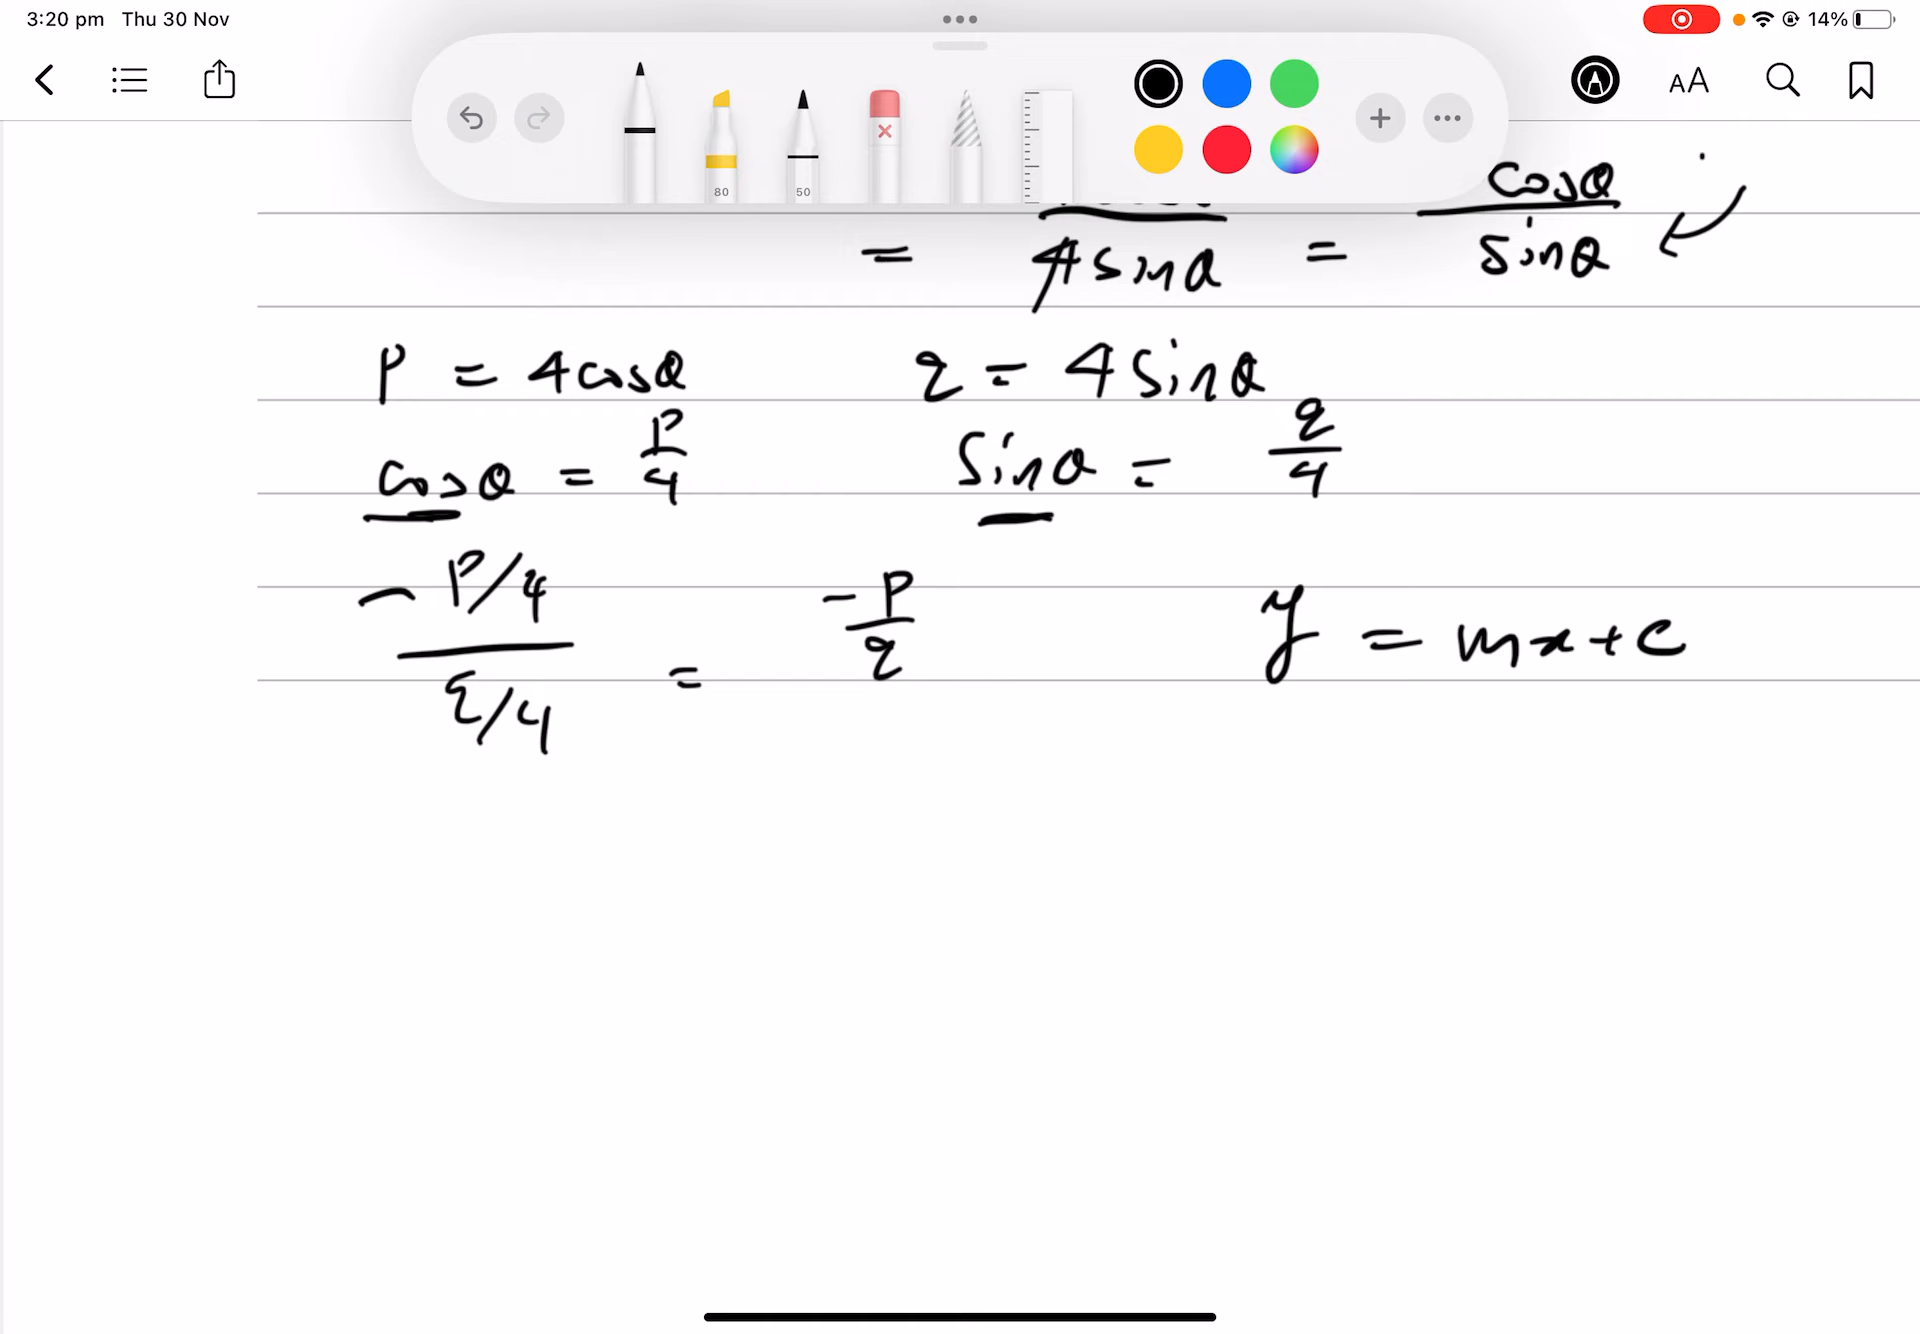 3:20 pm Thu 30 Nov
14%
AA
80
50
cosθ
= 4sinθ = sinθ
P = 4cosθ q = 4sinθ
cosθ = P/4 sinθ = q/4
- P/4 / q/4 = -P/q y = mx+c